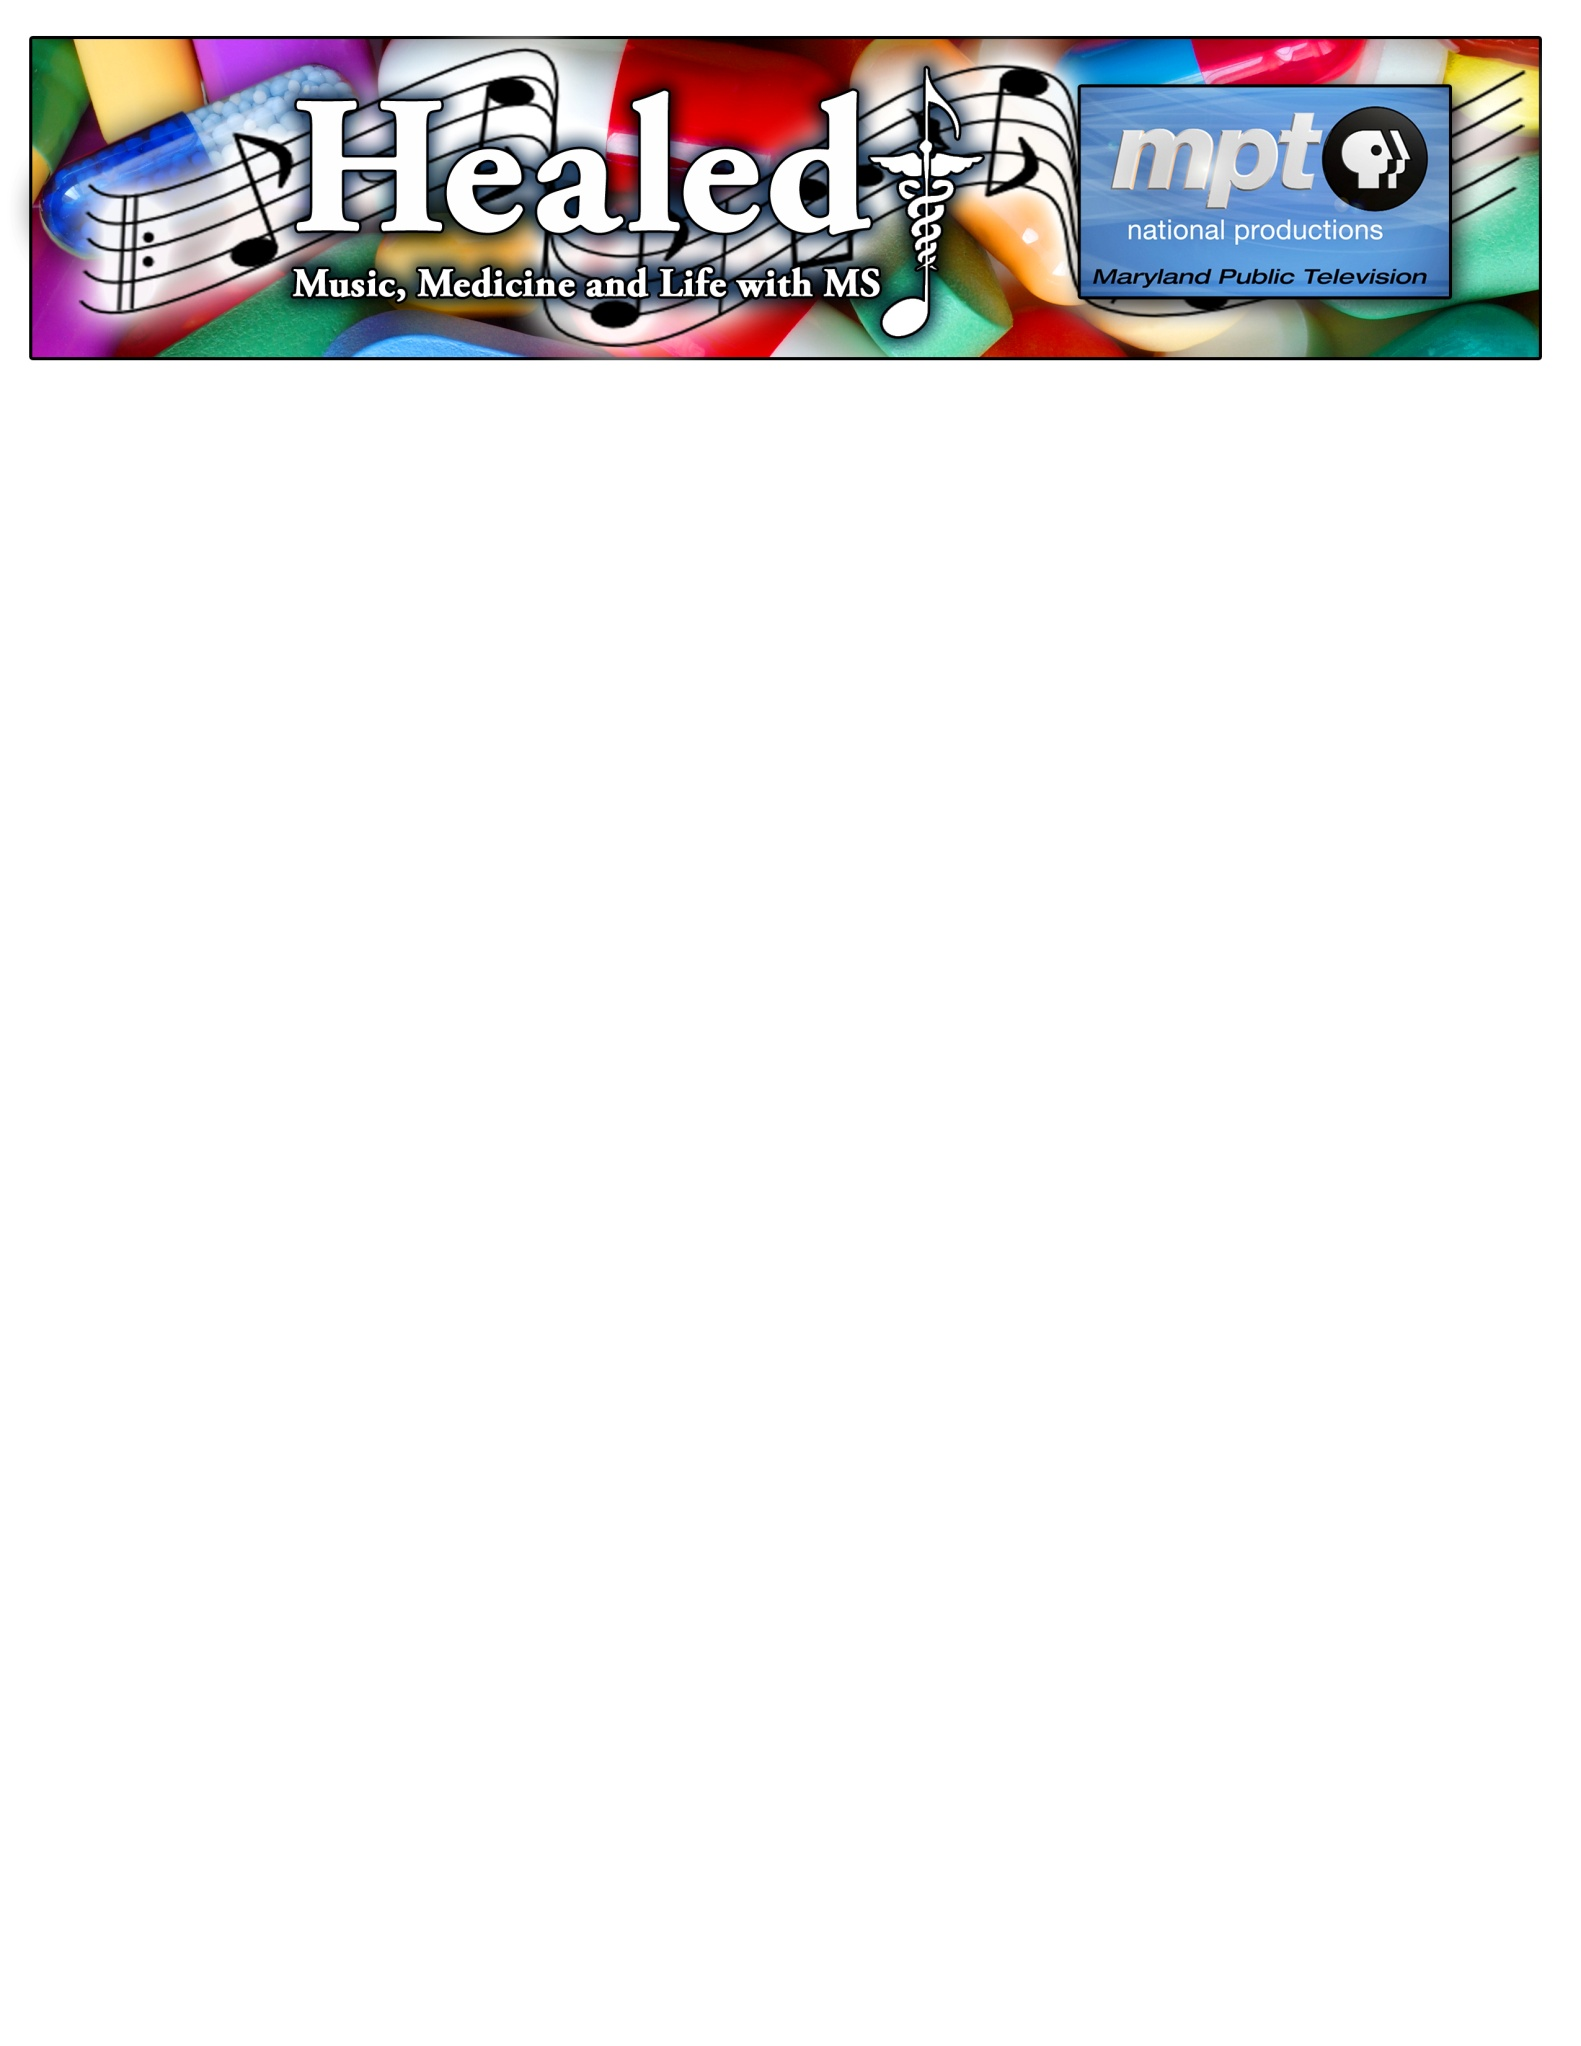 Healed
Music, Medicine and Life with MS
mpt
national productions
Maryland Public Television